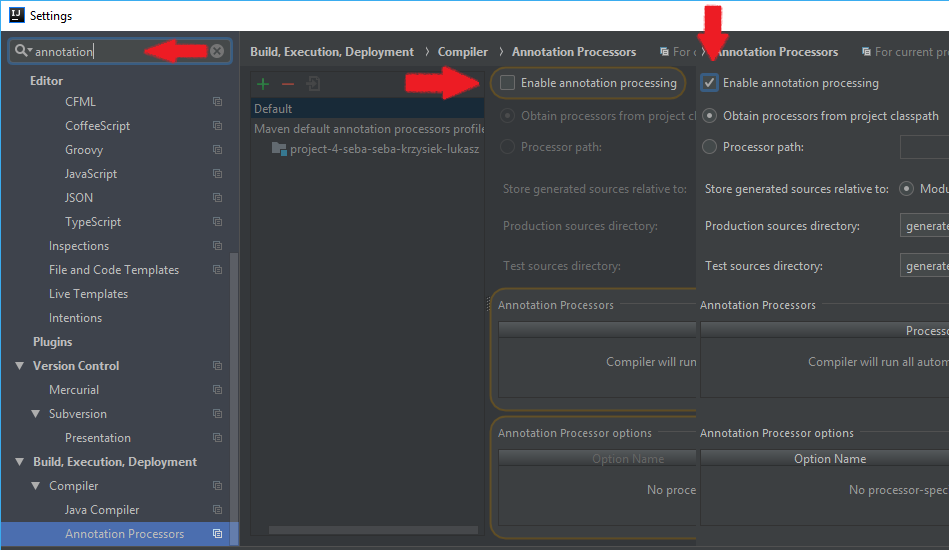 IJ
Settings
annotation
Editor
CFML
CoffeeScript
Groovy
JavaScript
JSON
TypeScript
Inspections
File and Code Templates
Live Templates
Intentions
Plugins
Version Control
Mercurial
Subversion
Presentation
Build, Execution, Deployment
Compiler
Java Compiler
Annotation Processors
Build, Execution, Deployment › Compiler › Annotation Processors
For c
Default
Maven default annotation processors profile
project-4-seba-seba-krzysiek-lukasz
Enable annotation processing
Obtain processors from project cl
Processor path:
Store generated sources relative to:
Production sources directory:
Test sources directory:
Annotation Processors
Compiler will run
Annotation Processor options
Option Name
No proce
› Annotation Processors
For current p
Enable annotation processing
Obtain processors from project classpath
Processor path:
Store generated sources relative to: Modu
Production sources directory: generate
Test sources directory: generate
Annotation Processors
Processo
Compiler will run all autom
Annotation Processor options
Option Name
No processor-spec